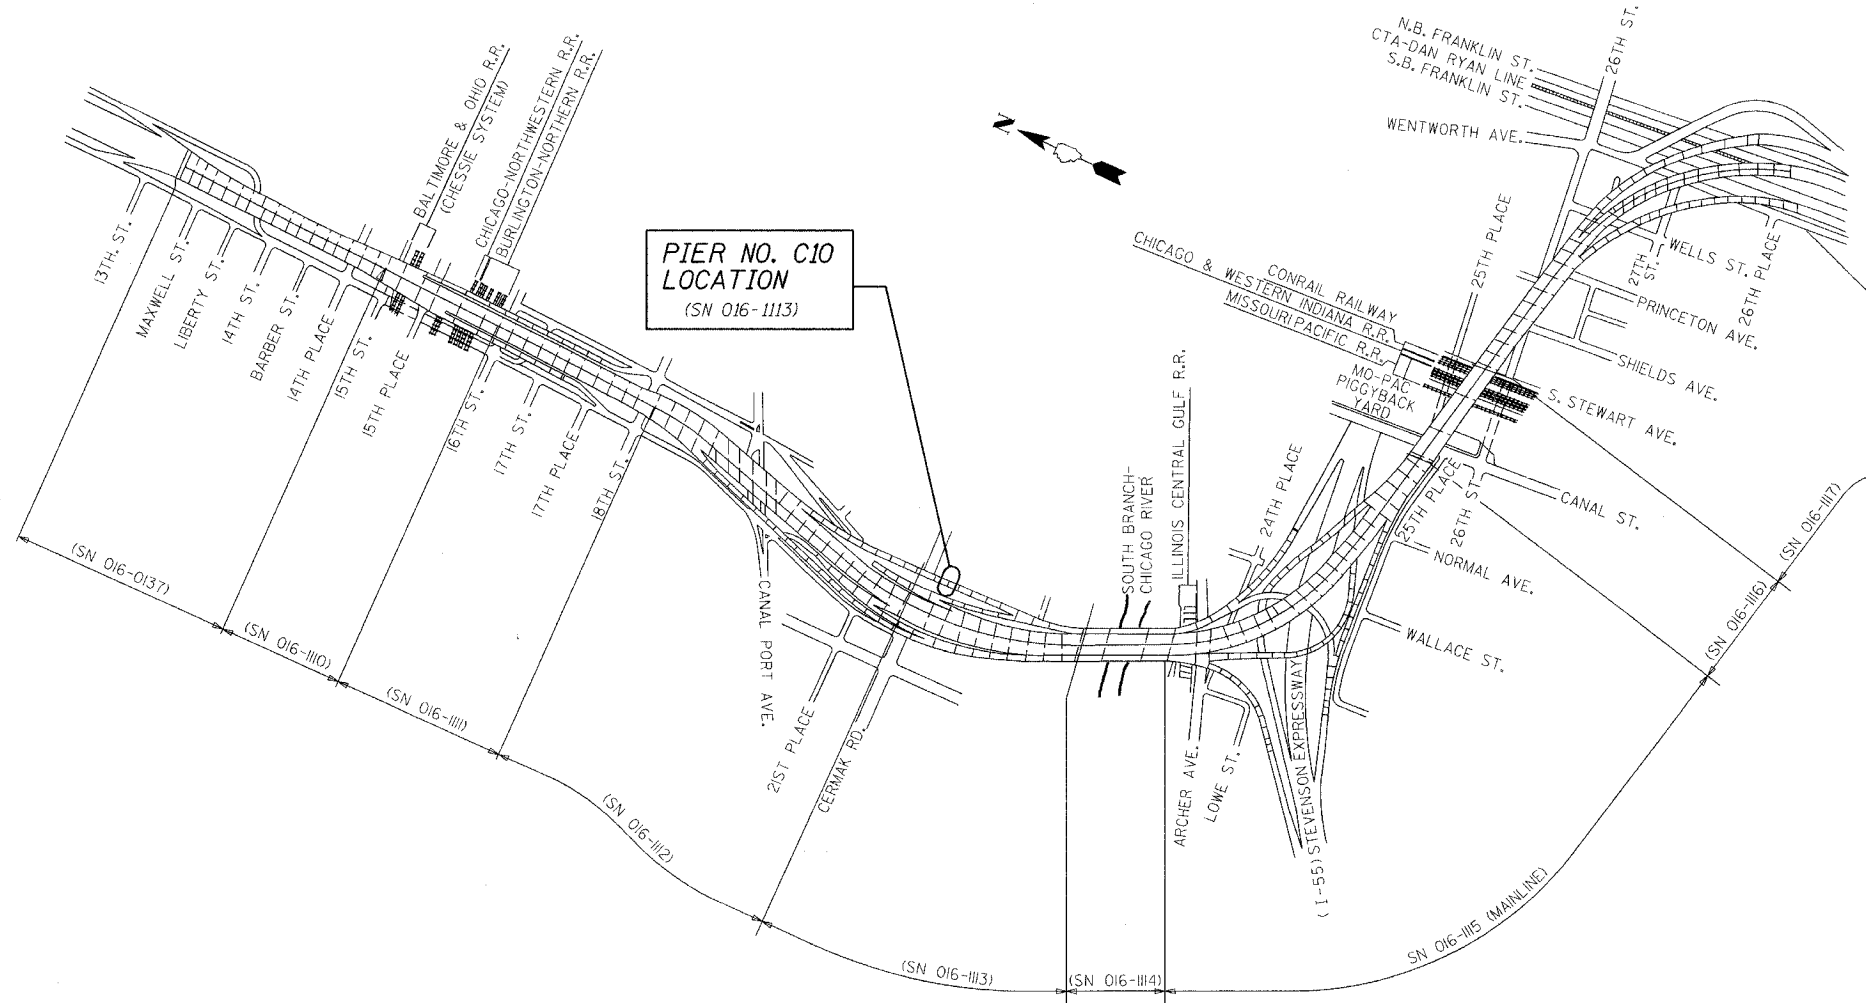 N.B. FRANKLIN ST.
CTA-DAN RYAN LINE
S.B. FRANKLIN ST.
26TH ST.
WENTWORTH AVE.
BALTIMORE & OHIO R.R.
(CHESSIE SYSTEM)
CHICAGO-NORTHWESTERN R.R.
BURLINGTON-NORTHERN R.R.
N
PIER NO. C10
LOCATION
(SN 016-1113)
25TH PLACE
CHICAGO & WESTERN INDIANA R.R.
CONRAIL RAILWAY
MISSOURI PACIFIC R.R.
MO-PAC
PIGGYBACK
YARD
27TH ST.
WELLS ST.
26TH PLACE
PRINCETON AVE.
SHIELDS AVE.
S. STEWART AVE.
13TH. ST.
MAXWELL ST.
LIBERTY ST.
14TH ST.
BARBER ST.
14TH PLACE
15TH ST.
15TH PLACE
16TH ST.
17TH ST.
17TH PLACE
18TH ST.
CANAL PORT AVE.
21ST PLACE
CERMAK RD.
SOUTH BRANCH-
CHICAGO RIVER
ILLINOIS CENTRAL GULF R.R.
24TH PLACE
25TH PLACE
26TH ST.
CANAL ST.
NORMAL AVE.
WALLACE ST.
ARCHER AVE.
LOWE ST.
(I-55) STEVENSON EXPRESSWAY
(SN 016-0137)
(SN 016-1110)
(SN 016-1111)
(SN 016-1112)
(SN 016-1113)
(SN 016-1114)
SN 016-1115 (MAINLINE)
(SN 016-1116)
(SN 016-1117)